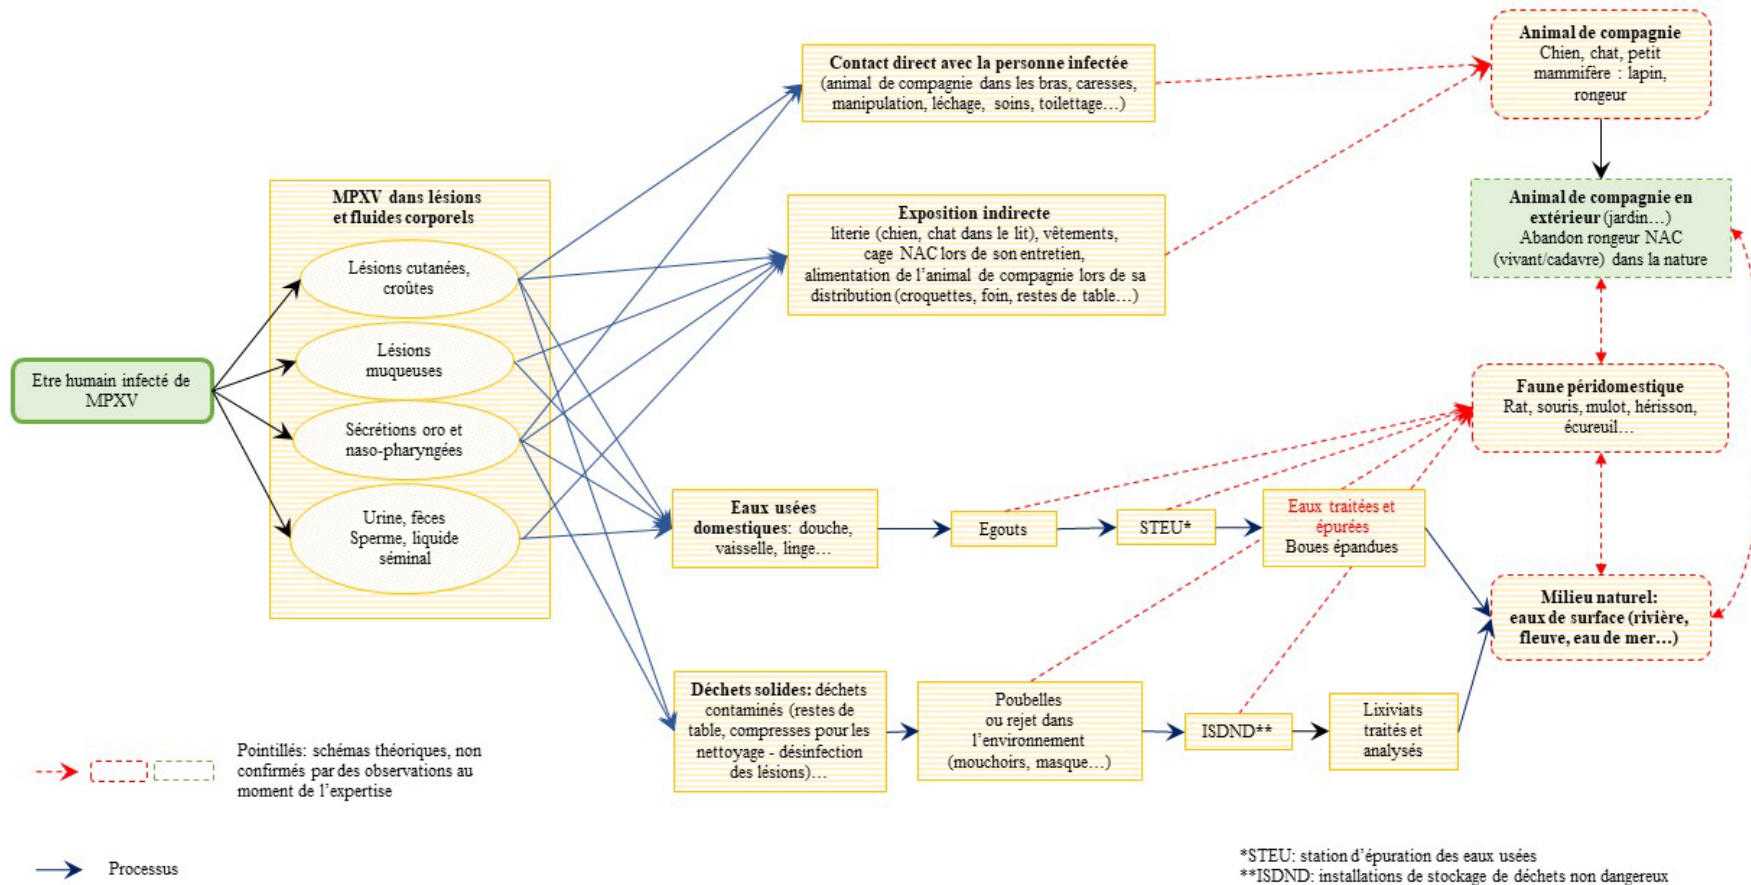 Etre humain infecté de
MPXV
MPXV dans lésions
et fluides corporels
Lésions cutanées,
croûtes
Lésions
muqueuses
Sécrétions oro et
naso-pharyngées
Urine, fèces
Sperme, liquide
séminal
Contact direct avec la personne infectée
(animal de compagnie dans les bras, caresses,
manipulation, léchage, soins, toilettage…)
Exposition indirecte
literie (chien, chat dans le lit), vêtements,
cage NAC lors de son entretien,
alimentation de l’animal de compagnie lors de sa
distribution (croquettes, foin, restes de table…)
Eaux usées
domestiques: douche,
vaisselle, linge…
Egouts
STEU*
Eaux traitées et
épurées
Boues épandues
Déchets solides: déchets
contaminés (restes de
table, compresses pour les
nettoyage - désinfection
des lésions)…
Poubelles
ou rejet dans
l’environnement
(mouchoirs, masque…)
ISDND**
Lixiviats
traités et
analysés
Animal de compagnie
Chien, chat, petit
mammifère : lapin,
rongeur
Animal de compagnie en
extérieur (jardin…)
Abandon rongeur NAC
(vivant/cadavre) dans la nature
Faune péridomestique
Rat, souris, mulot, hérisson,
écureuil…
Milieu naturel:
eaux de surface (rivière,
fleuve, eau de mer…)
Pointillés: schémas théoriques, non
confirmés par des observations au
moment de l’expertise
Processus
*STEU: station d’épuration des eaux usées
**ISDND: installations de stockage de déchets non dangereux